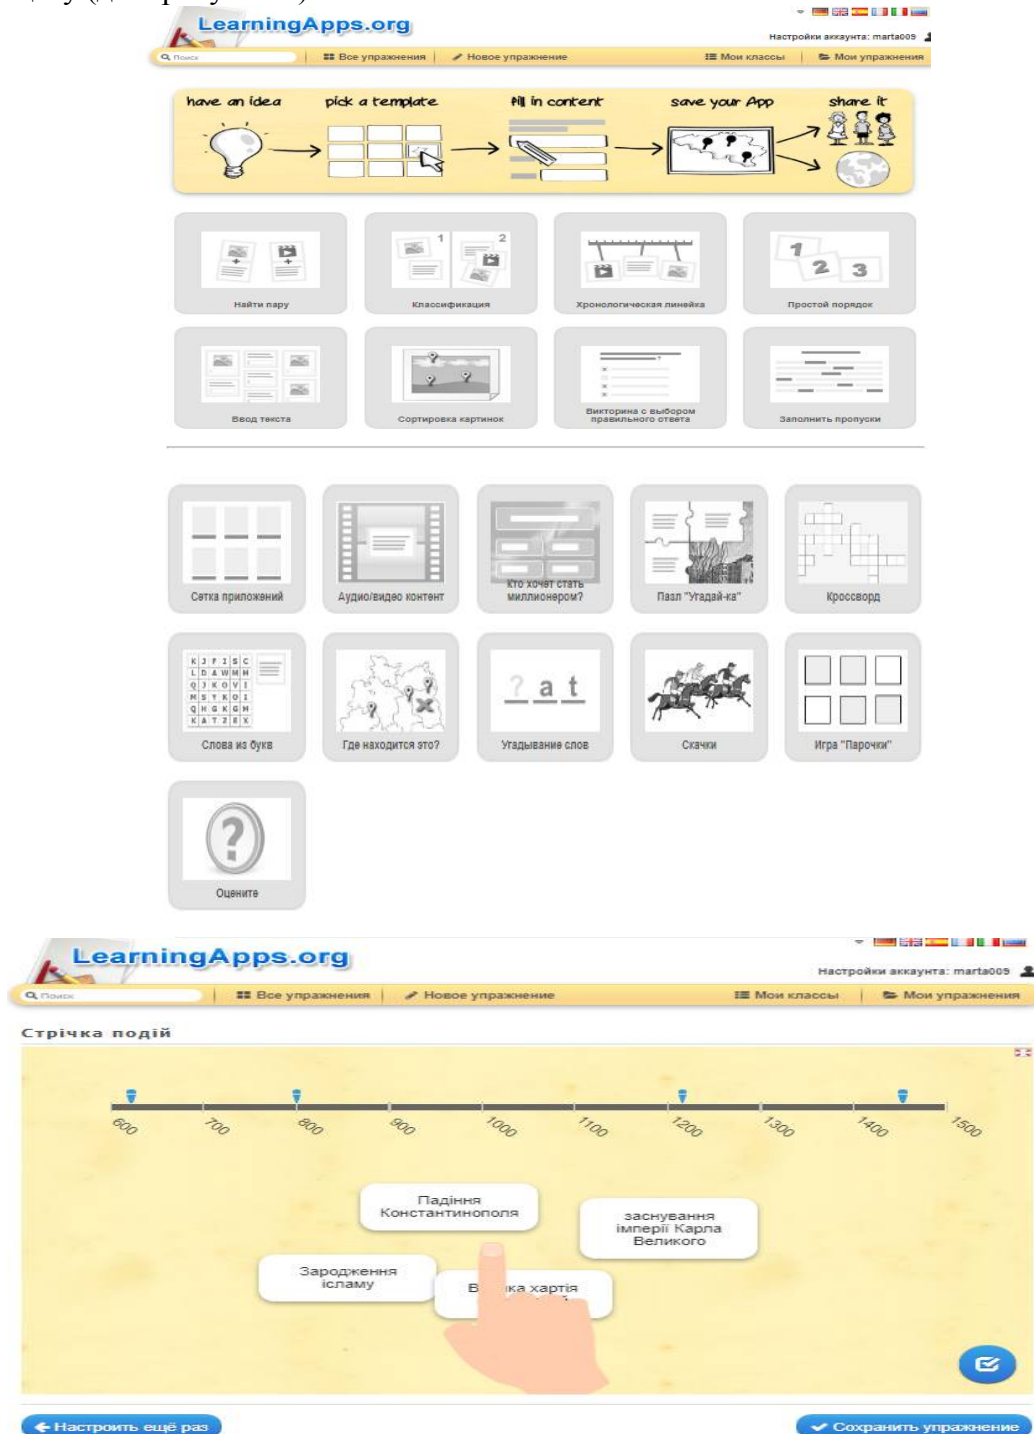 LearningApps.org
Настройки аккаунта: marta009
Поиск
Все упражнения
Новое упражнение
Мои классы
Мои упражнения
have an idea
pick a template
fill in content
save your App
share it
1
2
1
2
3
Найти пару
Классификация
Хронологическая линейка
Простой порядок
Ввод текста
Сортировка картинок
Викторина с выбором
правильного ответа
Заполнить пропуски
Сетка приложений
Аудио/видео контент
Кто хочет стать
миллионером?
Пазл "Угадай-ка"
Кроссворд
? a t
Слова из букв
Где находится это?
Угадывание слов
Скачки
Игра "Парочки"
?
Оцените
LearningApps.org
Настройки аккаунта: marta009
Поиск
Все упражнения
Новое упражнение
Мои классы
Мои упражнения
Стрічка подій
600
700
800
900
1000
1100
1200
1300
1400
1500
Падіння
Константинополя
заснування
імперії Карла
Великого
Зародження
ісламу
хартія
Настроить ещё раз
Сохранить упражнение